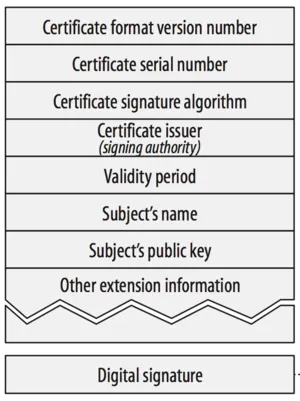 Certificate format version number
Certificate serial number
Certificate signature algorithm
Certificate issuer
(signing authority)
Validity period
Subject's name
Subject's public key
Other extension information
Digital signature